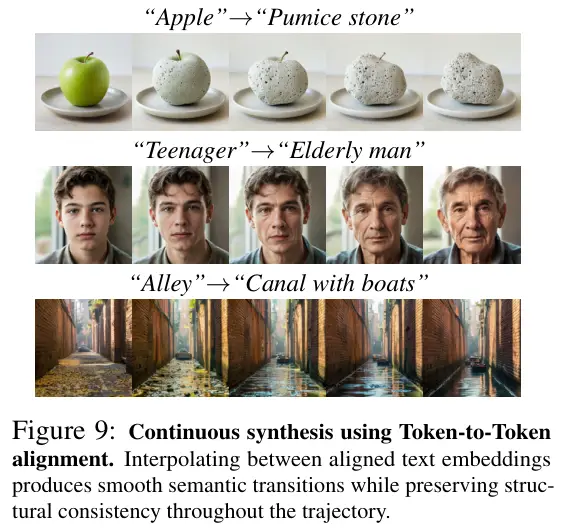 “Apple”→“Pumice stone”
“Teenager”→“Elderly man”
“Alley”→“Canal with boats”
Figure 9: Continuous synthesis using Token-to-Token
alignment. Interpolating between aligned text embeddings
produces smooth semantic transitions while preserving struc-
tural consistency throughout the trajectory.